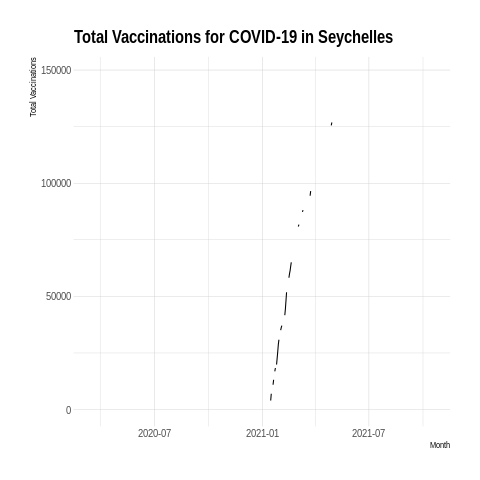 Total Vaccinations for COVID-19 in Seychelles
Total Vaccinations
150000
100000
50000
0
2020-07 2021-01 2021-07
Month